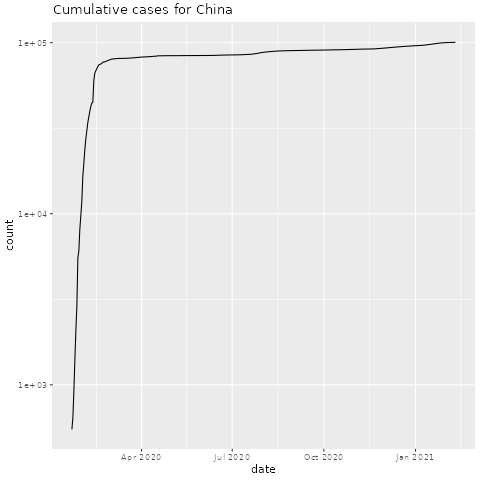 Cumulative cases for China
1e+05
1e+04
1e+03
count
Apr 2020
Jul 2020
Oct 2020
Jan 2021
date